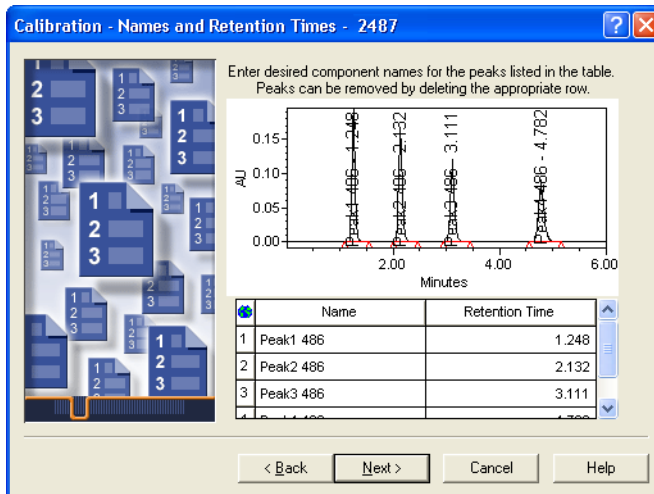 Calibration - Names and Retention Times - 2487
Enter desired component names for the peaks listed in the table.
Peaks can be removed by deleting the appropriate row.
0.15
0.10
0.05
0.00
AU
Peak1 486 - 1.248
Peak2 486 - 2.132
Peak3 486 - 3.111
Peak4 486 - 4.782
2.00 4.00 6.00
Minutes
Name Retention Time
1 Peak1 486 1.248
2 Peak2 486 2.132
3 Peak3 486 3.111
< Back Next > Cancel Help